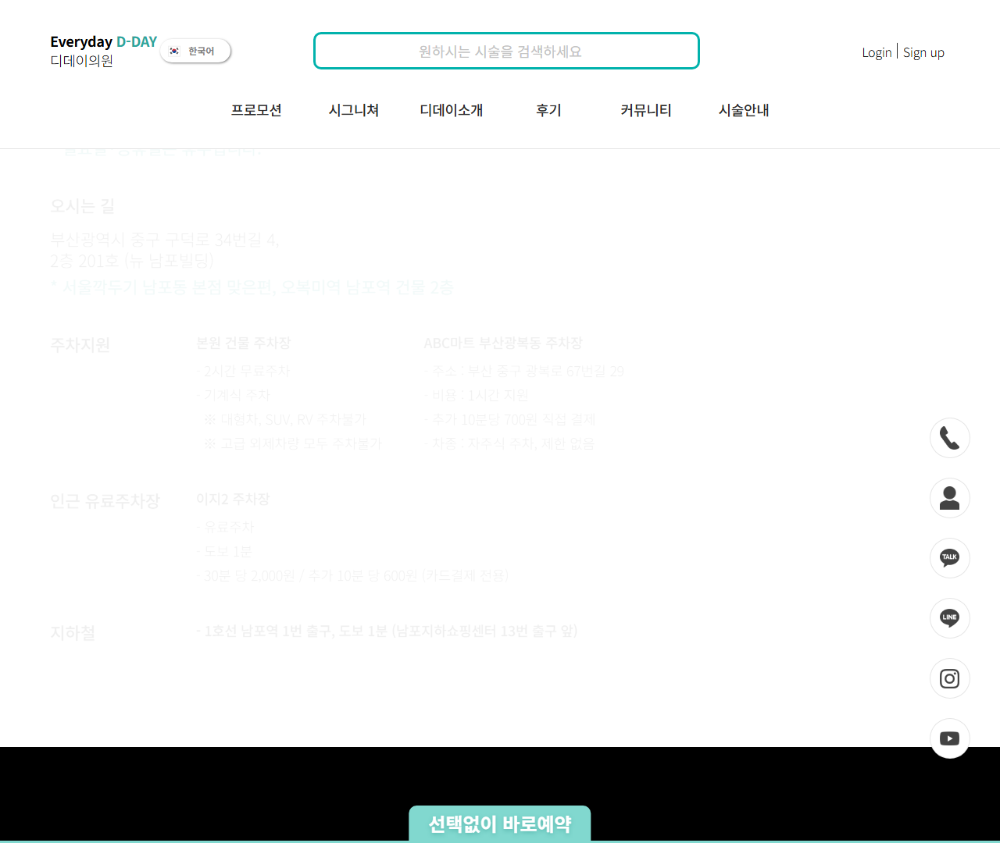 Everyday D-DAY
디데이의원
한국어
원하시는 시술을 검색하세요
Login
Sign up
프로모션
시그니쳐
디데이소개
후기
커뮤니티
시술안내
오시는 길
부산광역시 중구 구덕로 34번길 4,
2층 201호 (뉴 남포빌딩)
* 서울깍두기 남포동 본점 맞은편, 오복미역 남포역 건물 2층
주차지원
본원 건물 주차장
- 2시간 무료주차
- 기계식 주차
※ 대형차, SUV, RV 주차불가
※ 고급 외제차량 모두 주차불가
ABC마트 부산광복동 주차장
- 주소 : 부산 중구 광복로 67번길 29
- 비용 : 1시간 지원
- 추가 10분당 700원 직접 결제
- 차종 : 자주식 주차, 제한 없음
인근 유료주차장
이지2 주차장
- 유료주차
- 도보 1분
- 30분 당 2,000원 / 추가 10분 당 600원 (카드결제 전용)
지하철
- 1호선 남포역 1번 출구, 도보 1분 (남포지하쇼핑센터 13번 출구 앞)
TALK
LINE
선택없이 바로예약